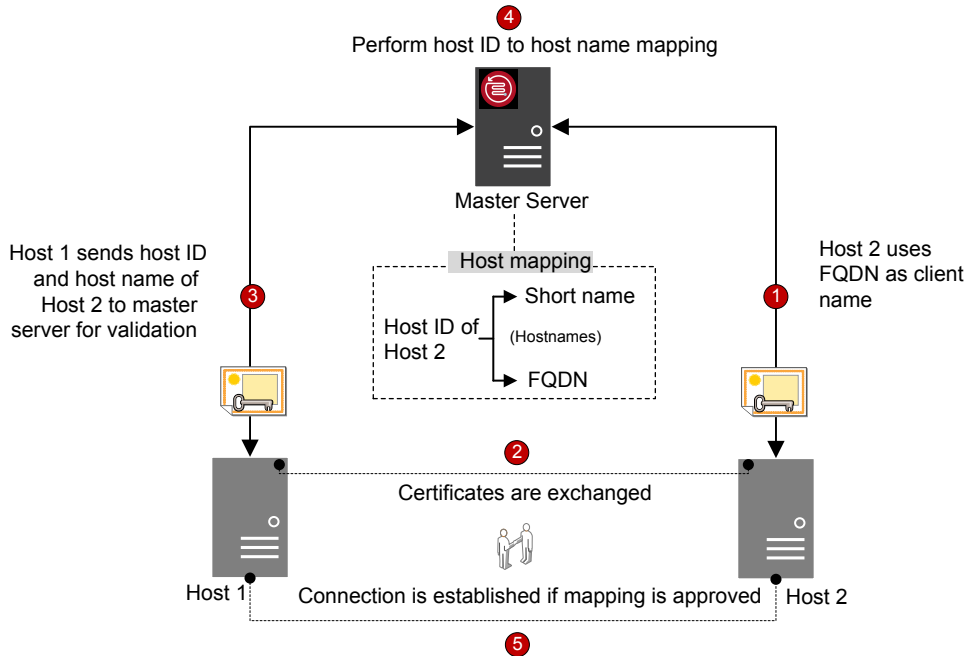 4
Perform host ID to host name mapping
Master Server
Host 1 sends host ID
and host name of
Host 2 to master
server for validation
3
Host mapping
Host ID of
Host 2
Short name
(Hostnames)
FQDN
1
Host 2 uses
FQDN as client
name
2
Certificates are exchanged
Host 1
Connection is established if mapping is approved
Host 2
5